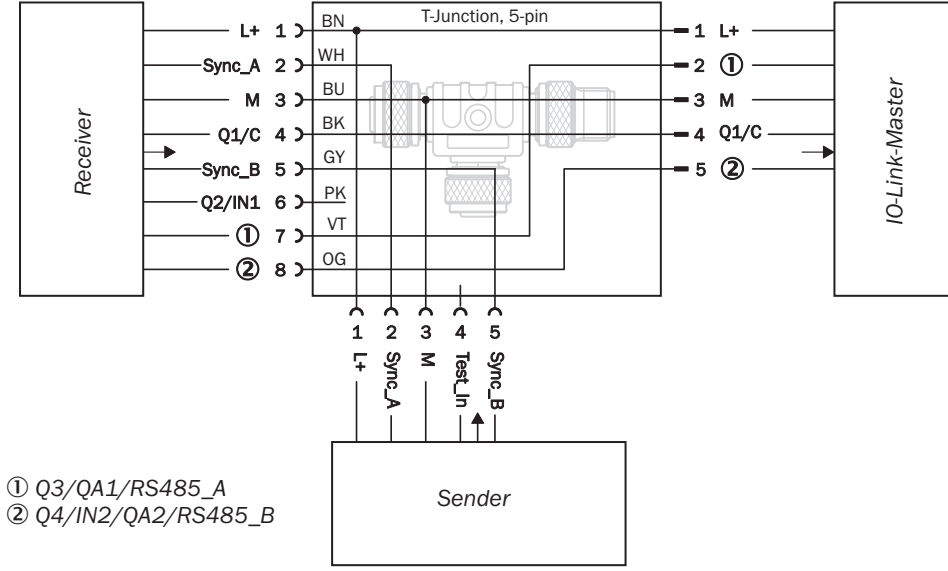 T-Junction, 5-pin
Receiver
L+ 1 BN
Sync_A 2 WH
M 3 BU
Q1/C 4 BK
Sync_B 5 GY
Q2/IN1 6 PK
① 7 VT
② 8 OG
1 L+
2 ①
3 M
4 Q1/C
5 ②
IO-Link-Master
1 2 3 4 5
L+ Sync_A M Test_In Sync_B
Sender
① Q3/QA1/RS485_A
② Q4/IN2/QA2/RS485_B